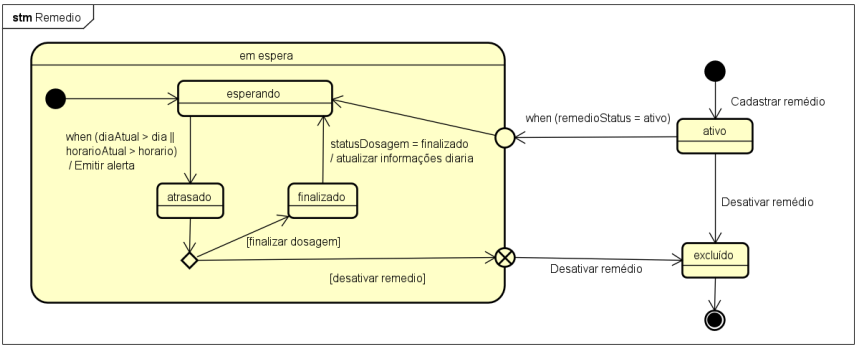 stm Remedio
em espera
esperando
Cadastrar remédio
when (remedioStatus = ativo)
ativo
when (diaAtual > dia ||
horarioAtual > horario)
/ Emitir alerta
statusDosagem = finalizado
/ atualizar informações diaria
atrasado
finalizado
Desativar remédio
[finalizar dosagem]
excluído
Desativar remédio
[desativar remedio]